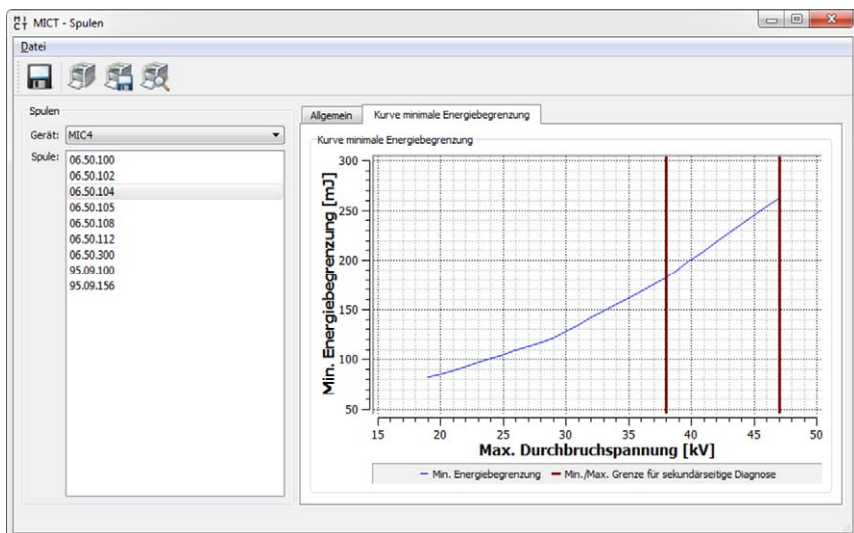 MICT - Spulen
Datei
Spulen
Gerät: MIC4
Spule:
06.50.100
06.50.102
06.50.104
06.50.105
06.50.108
06.50.112
06.50.300
95.09.100
95.09.156
Allgemein Kurve minimale Energiebegrenzung
Kurve minimale Energiebegrenzung
Min. Energiebegrenzung [mJ]
300
250
200
150
100
50
15 20 25 30 35 40 45 50
Max. Durchbruchspannung [kV]
Min. Energiebegrenzung Min./Max. Grenze für sekundärseitige Diagnose